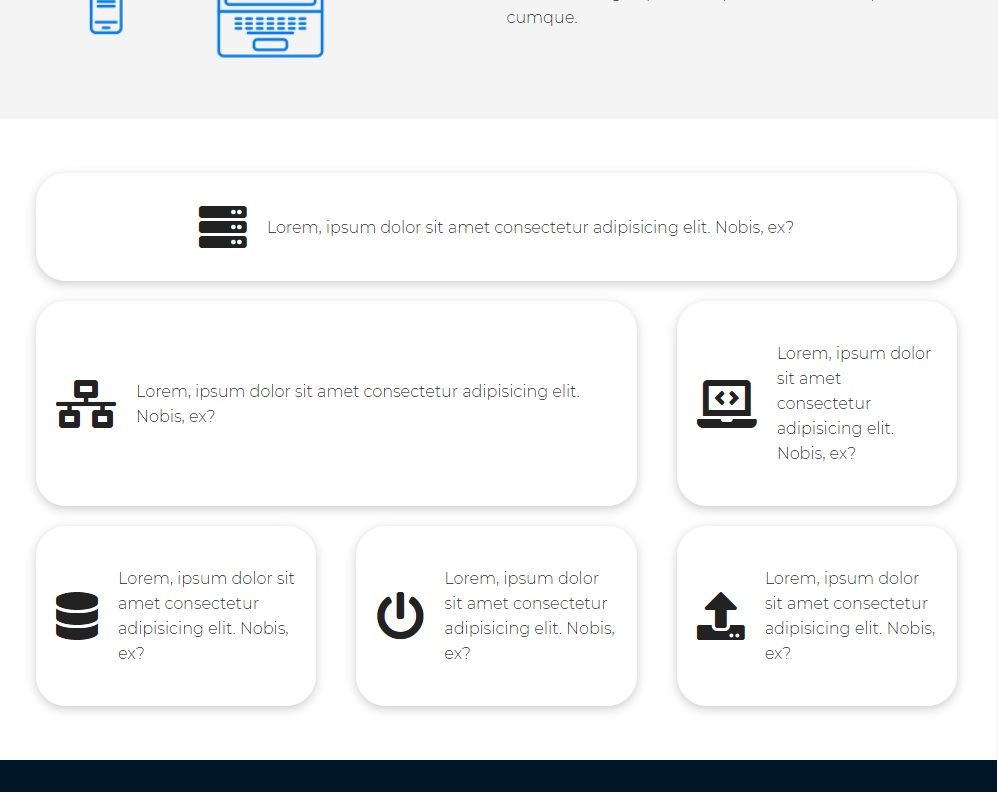 cumque.
Lorem, ipsum dolor sit amet consectetur adipisicing elit. Nobis, ex?
Lorem, ipsum dolor sit amet consectetur adipisicing elit.
Nobis, ex?
Lorem, ipsum dolor
sit amet
consectetur
adipisicing elit.
Nobis, ex?
Lorem, ipsum dolor sit
amet consectetur
adipisicing elit. Nobis,
ex?
Lorem, ipsum dolor
sit amet consectetur
adipisicing elit. Nobis,
ex?
Lorem, ipsum dolor
sit amet consectetur
adipisicing elit. Nobis,
ex?